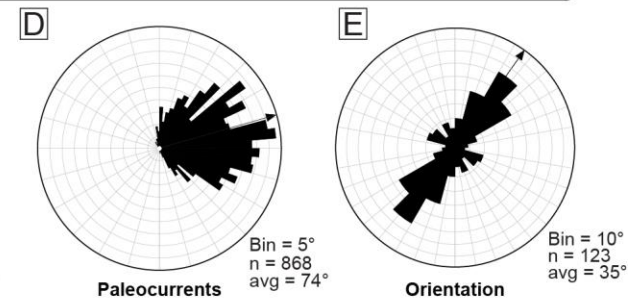 D
Bin = 5°
n = 868
avg = 74°
Paleocurrents
E
Bin = 10°
n = 123
avg = 35°
Orientation